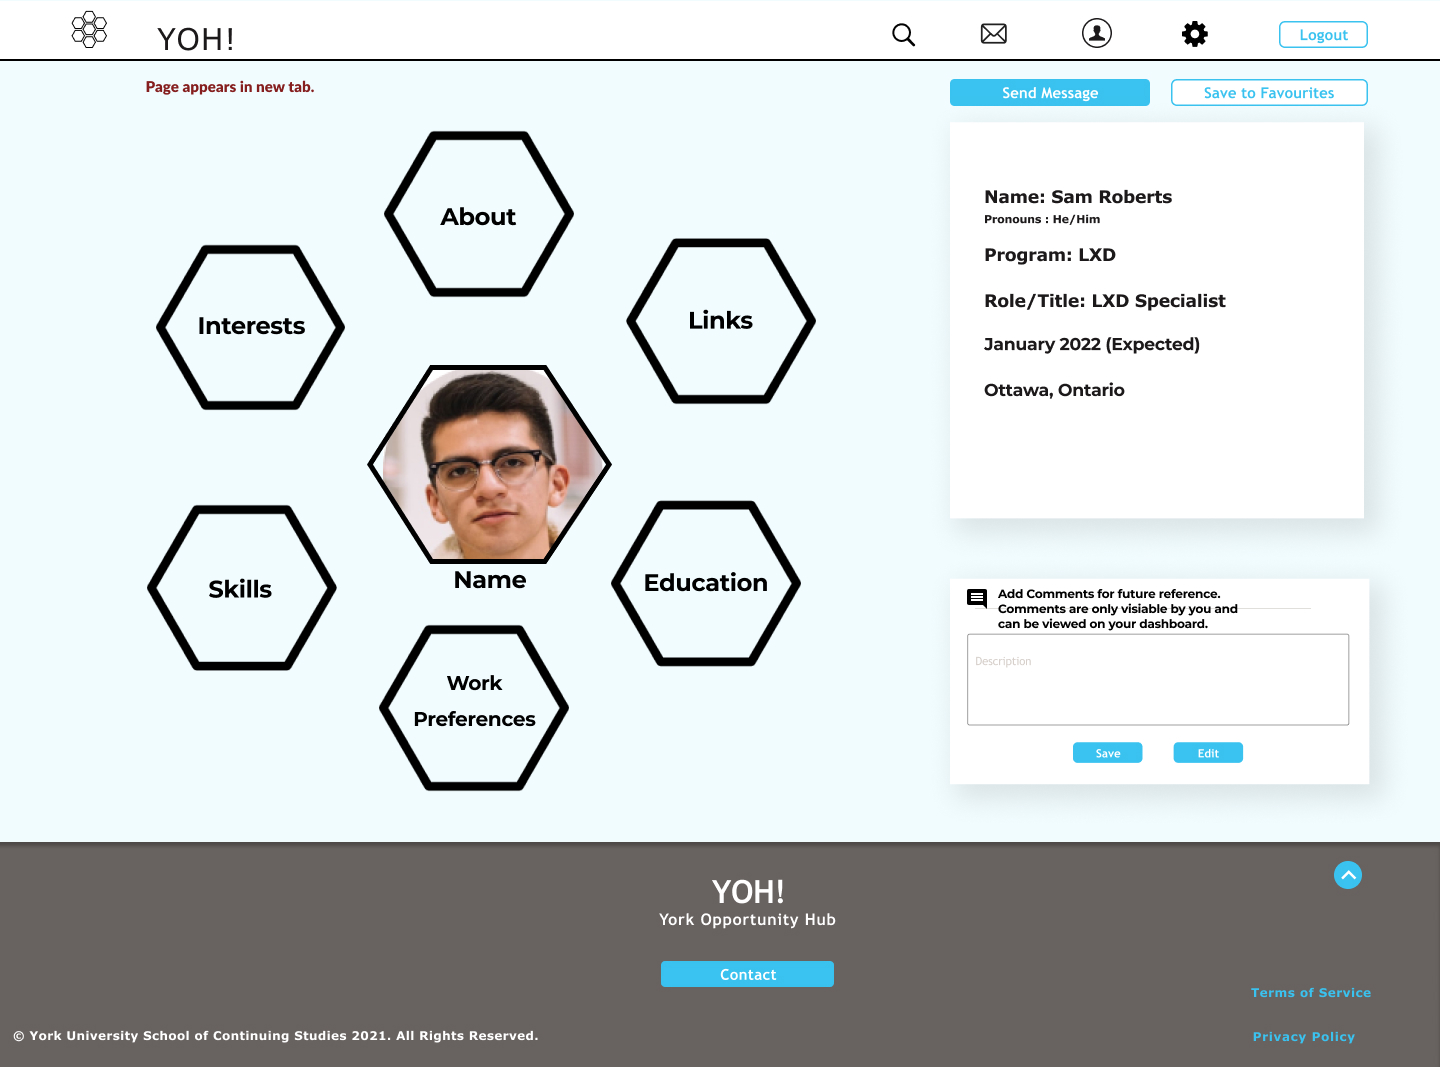 YOH!
Logout
Page appears in new tab.
Send Message
Save to Favourites
About
Interests
Links
Name
Skills
Education
Work
Preferences
Name: Sam Roberts
Pronouns : He/Him
Program: LXD
Role/Title: LXD Specialist
January 2022 (Expected)
Ottawa, Ontario
Add Comments for future reference.
Comments are only visiable by you and
can be viewed on your dashboard.
Description
Save
Edit
YOH!
York Opportunity Hub
Contact
Terms of Service
© York University School of Continuing Studies 2021. All Rights Reserved.
Privacy Policy